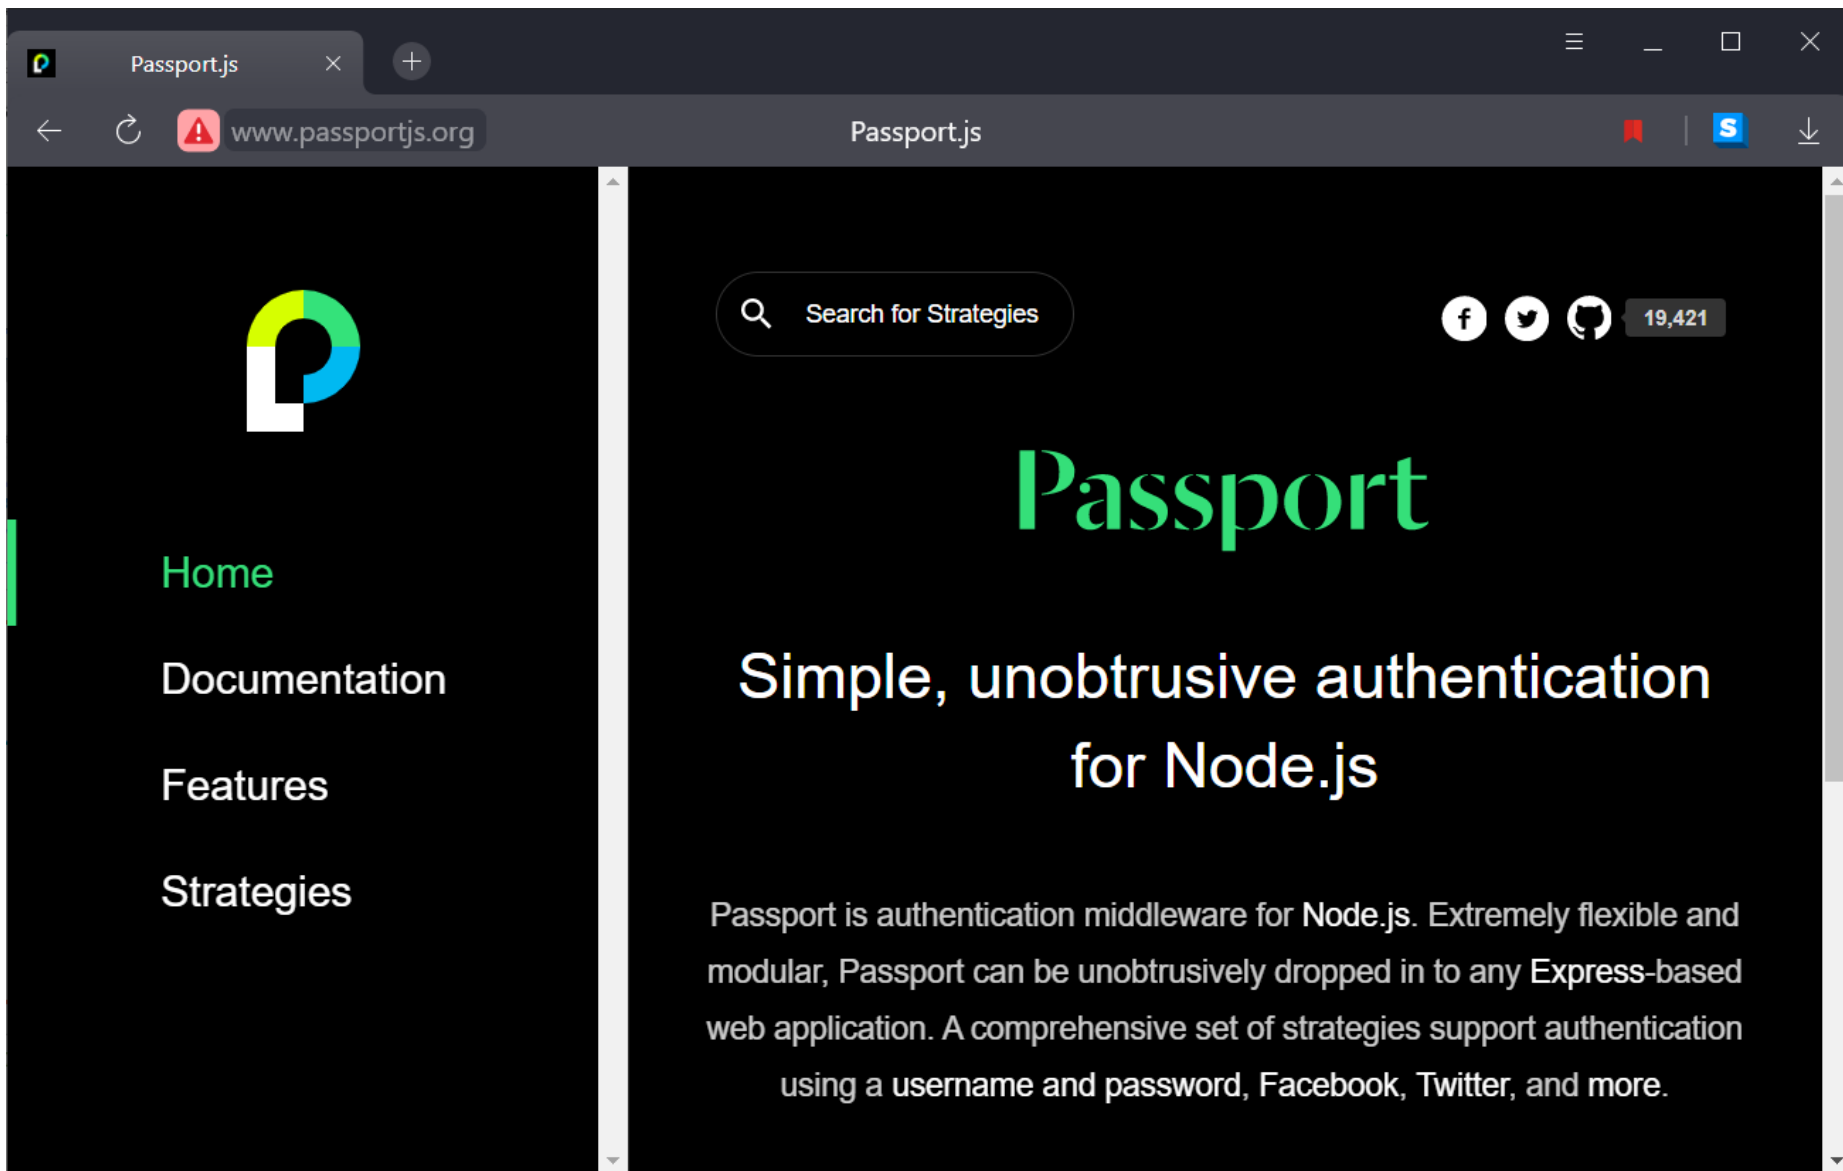 Passport.js
www.passportjs.org
Passport.js
S
Home
Documentation
Features
Strategies
Search for Strategies
19,421
Passport
Simple, unobtrusive authentication
for Node.js
Passport is authentication middleware for Node.js. Extremely flexible and
modular, Passport can be unobtrusively dropped in to any Express-based
web application. A comprehensive set of strategies support authentication
using a username and password, Facebook, Twitter, and more.